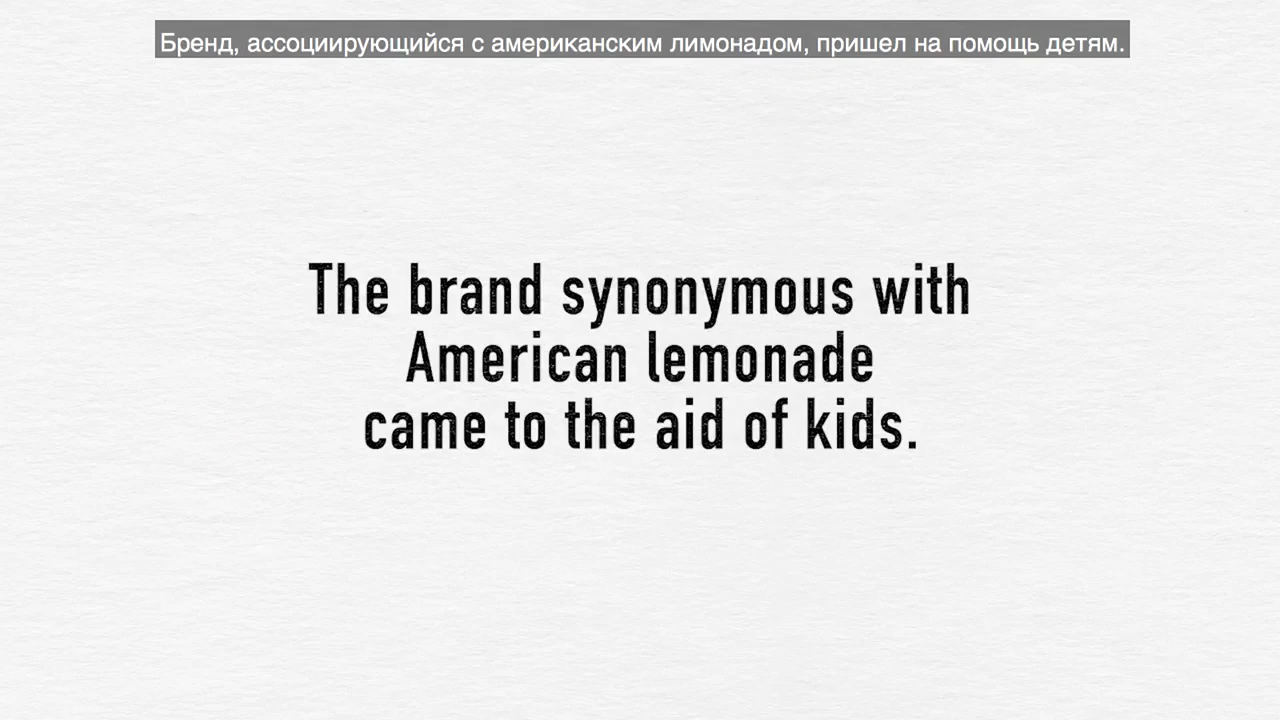 Бренд, ассоциирующийся с американским лимонадом, пришел на помощь детям.
The brand synonymous with
American lemonade
came to the aid of kids.